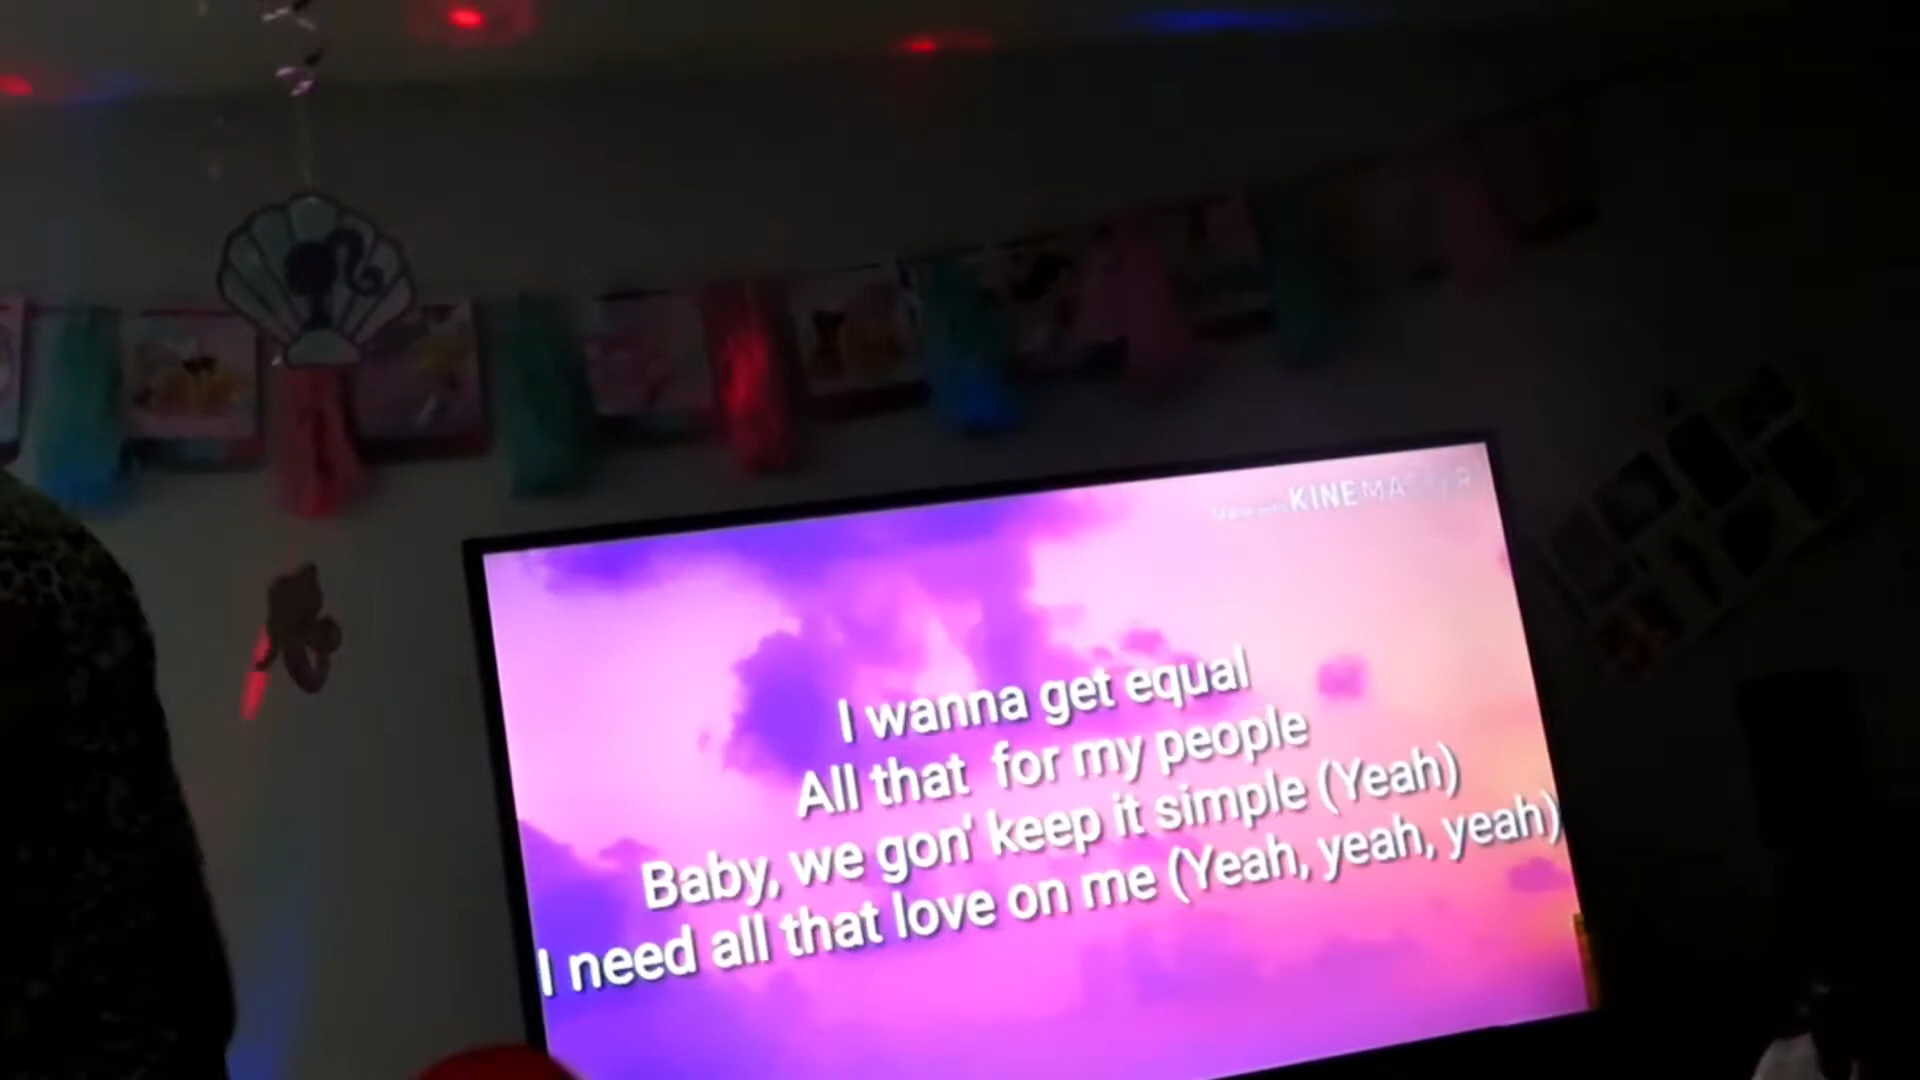 KINEMASTER
I wanna get equal
All that for my people
Baby, we gon' keep it simple (Yeah)
I need all that love on me (Yeah, yeah, yeah)